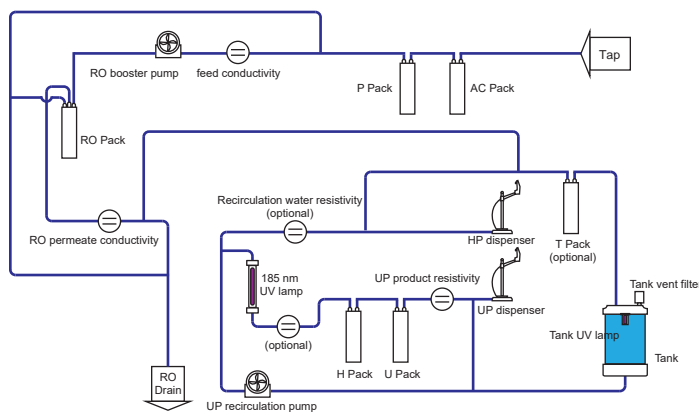 Tap
RO booster pump
feed conductivity
P Pack
AC Pack
RO Pack
Recirculation water resistivity
(optional)
RO permeate conductivity
HP dispenser
T Pack
(optional)
185 nm
UV lamp
UP product resistivity
UP dispenser
Tank vent filter
Tank UV lamp
(optional)
H Pack
U Pack
Tank
RO
Drain
UP recirculation pump